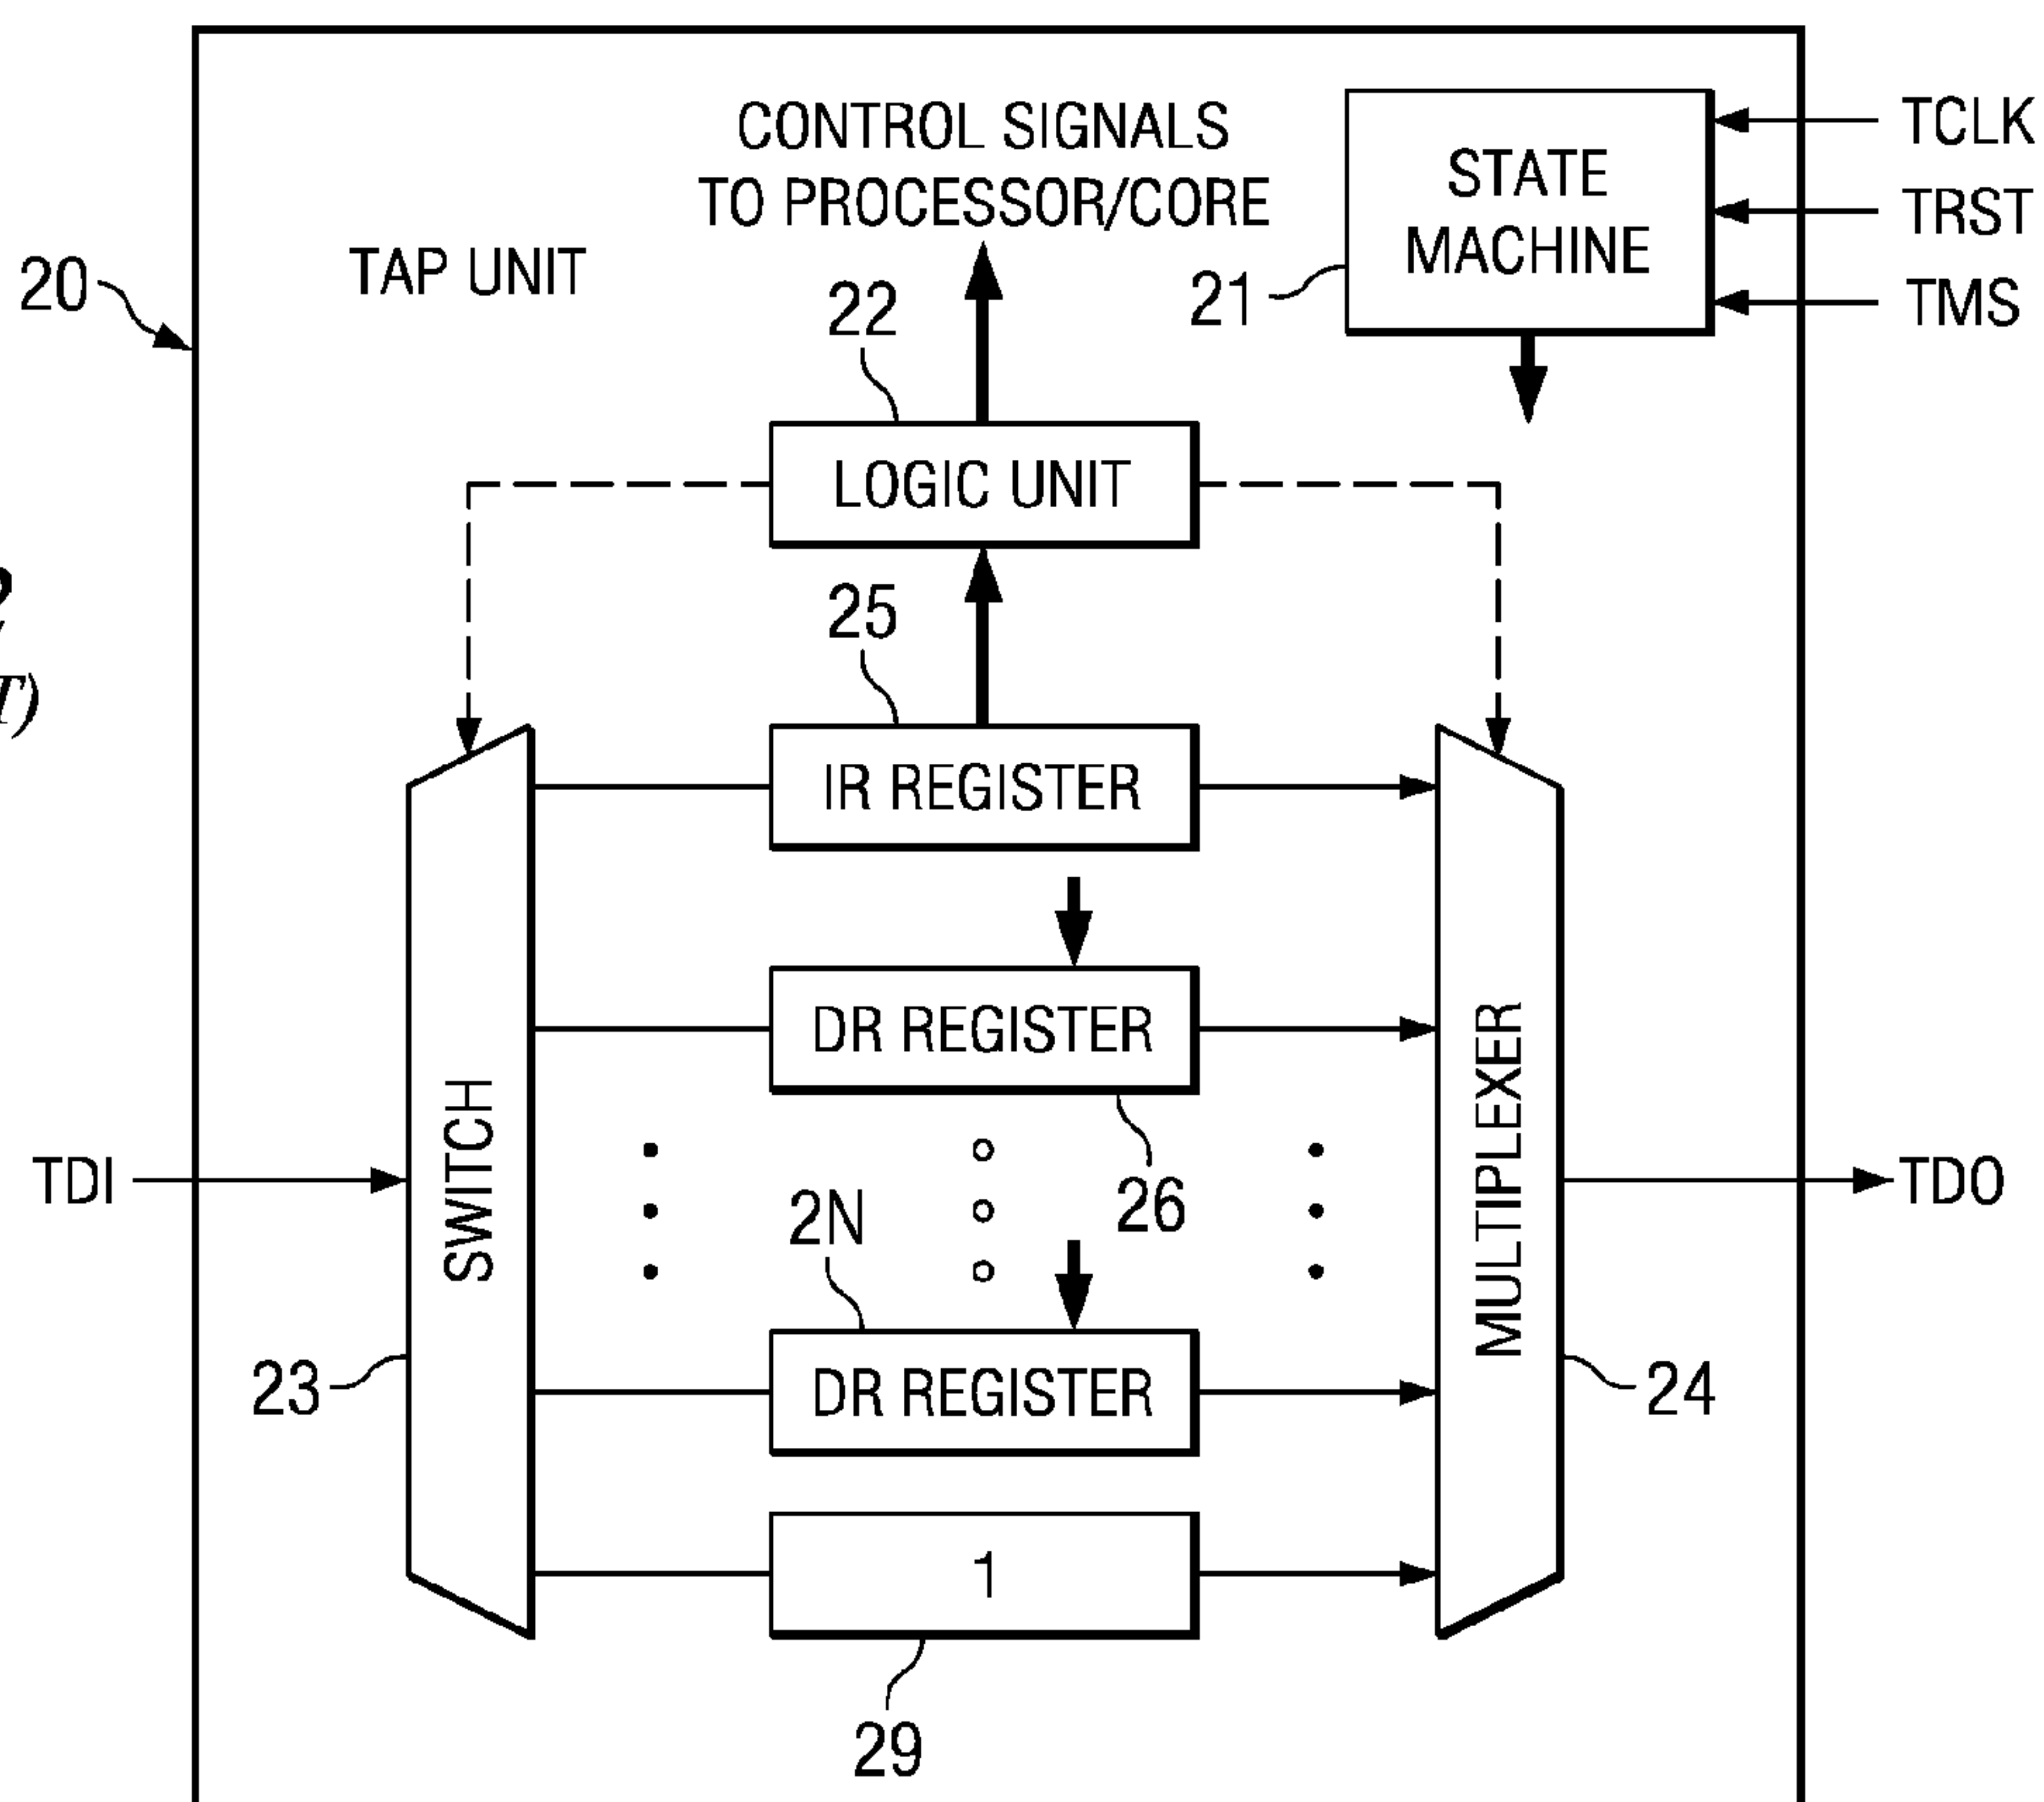 CONTROL SIGNALS
TO PROCESSOR/CORE
STATE
MACHINE
TCLK
TRST
TMS
20
TAP UNIT
22
21
LOGIC UNIT
25
IR REGISTER
DR REGISTER
26
TDI
SWITCH
2N
MULTIPLEXER
TDO
23
DR REGISTER
24
1
29